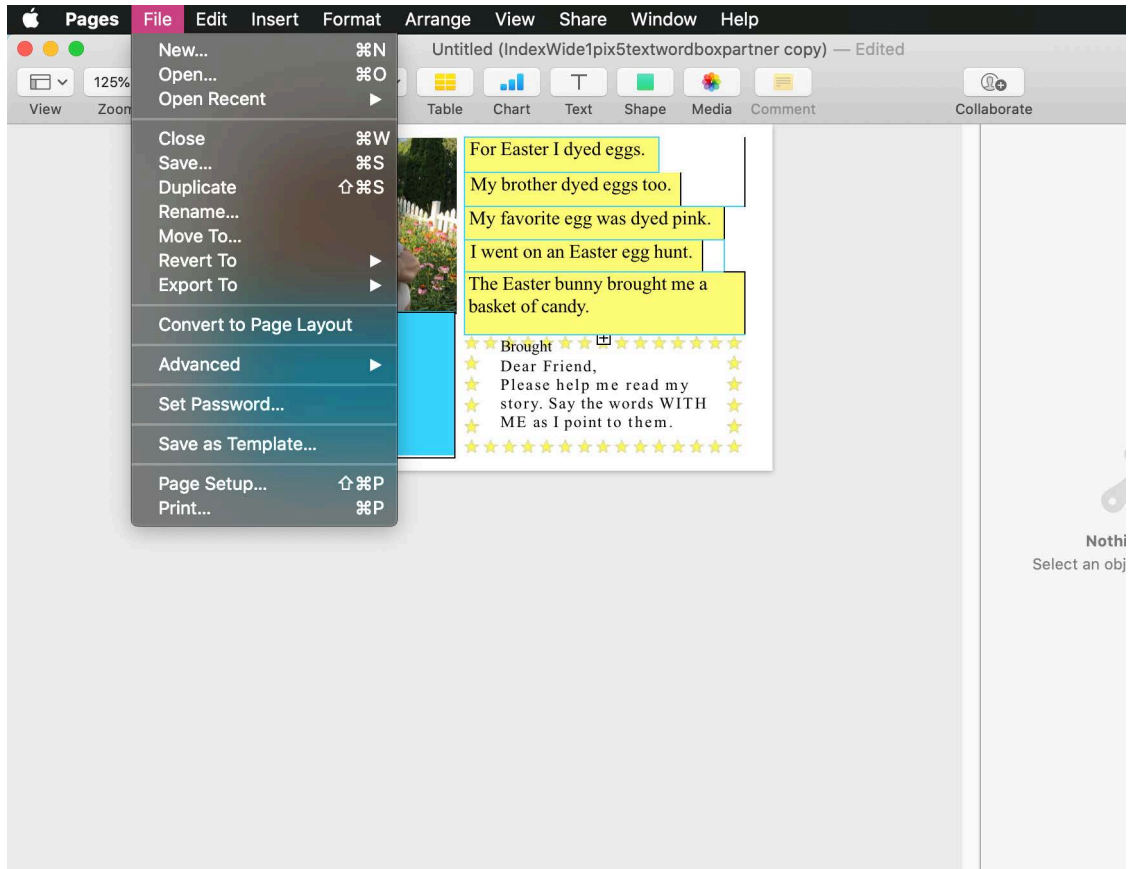 Pages File Edit Insert Format Arrange View Share Window Help
Untitled (IndexWide1pix5textwordboxpartner copy) — Edited
125%
View Zoom Table Chart Text Shape Media Comment Collaborate
New... ⌘N
Open... ⌘O
Open Recent ▶
Close ⌘W
Save... ⌘S
Duplicate ⇧⌘S
Rename...
Move To...
Revert To ▶
Export To ▶
Convert to Page Layout
Advanced ▶
Set Password...
Save as Template...
Page Setup... ⇧⌘P
Print... ⌘P
For Easter I dyed eggs.
My brother dyed eggs too.
My favorite egg was dyed pink.
I went on an Easter egg hunt.
The Easter bunny brought me a
basket of candy.
Brought
Dear Friend,
Please help me read my
story. Say the words WITH
ME as I point to them.
Nothi
Select an obj